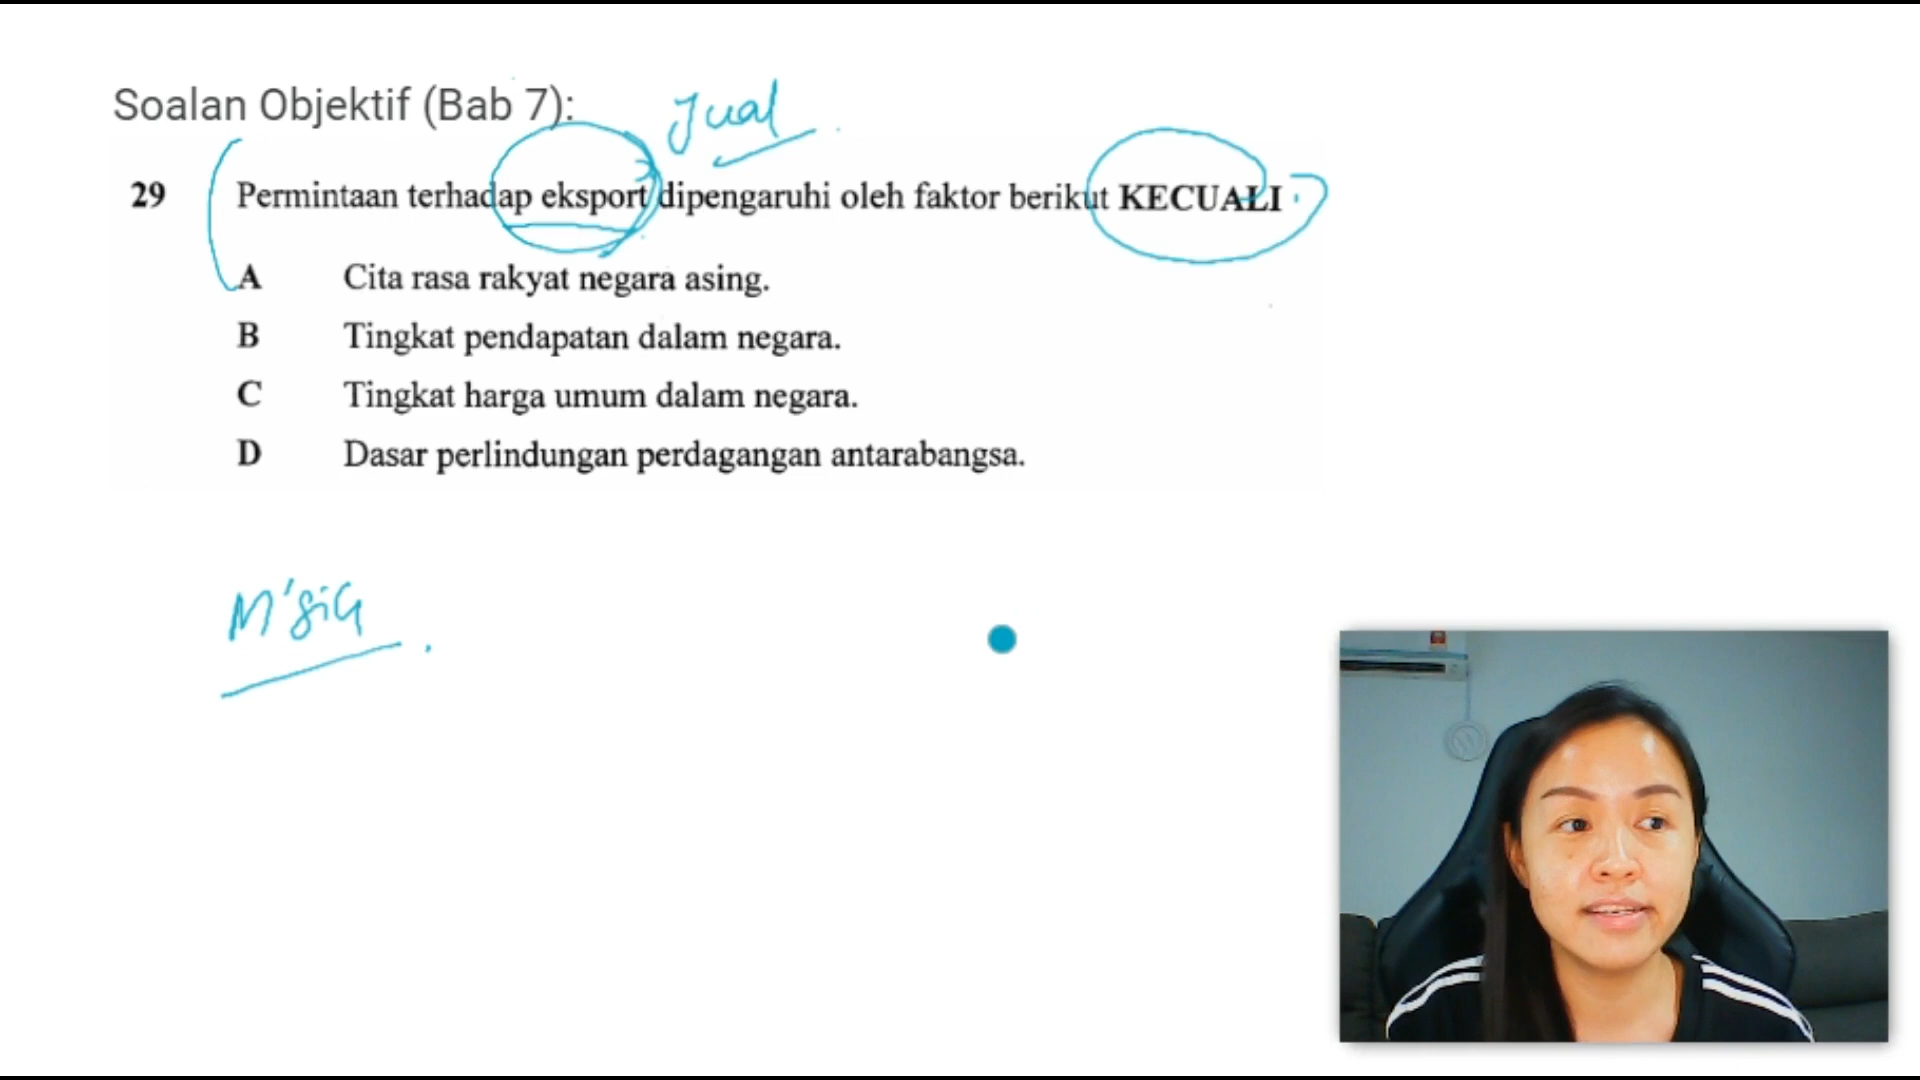 Soalan Objektif (Bab 7):
Jual
29 Permintaan terhadap eksport dipengaruhi oleh faktor berikut KECUALI
A Cita rasa rakyat negara asing.
B Tingkat pendapatan dalam negara.
C Tingkat harga umum dalam negara.
D Dasar perlindungan perdagangan antarabangsa.
M'sia